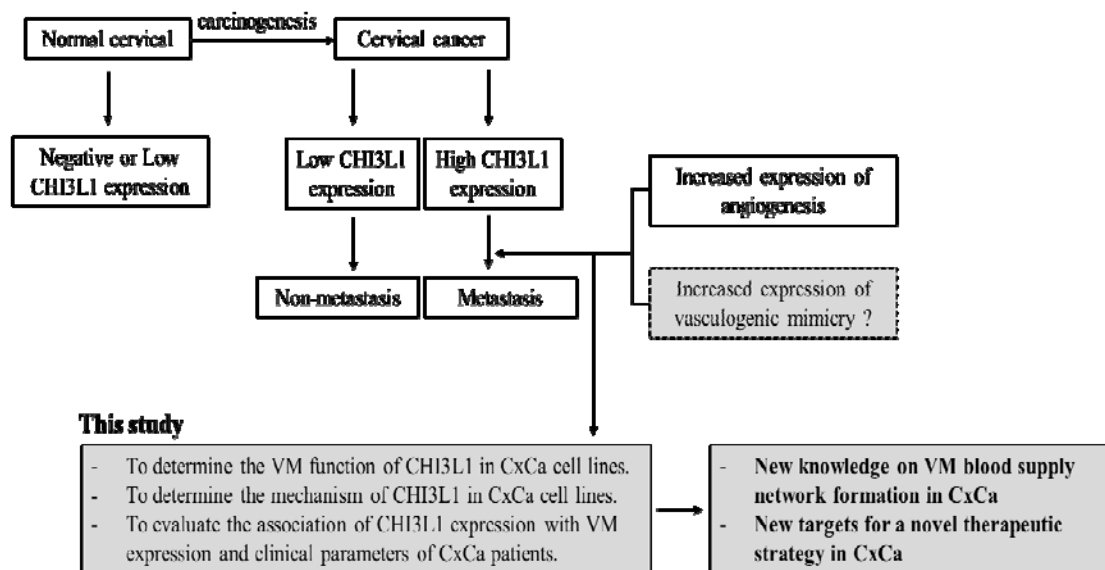 carcinogenesis
Normal cervical
Cervical cancer
Negative or Low
CHI3L1 expression
Low CHI3L1
expression
High CHI3L1
expression
Increased expression of
angiogenesis
Non-metastasis
Metastasis
Increased expression of
vasculogenic mimicry ?
This study
- To determine the VM function of CHI3L1 in CxCa cell lines.
- To determine the mechanism of CHI3L1 in CxCa cell lines.
- To evaluate the association of CHI3L1 expression with VM
expression and clinical parameters of CxCa patients.
- New knowledge on VM blood supply
network formation in CxCa
- New targets for a novel therapeutic
strategy in CxCa